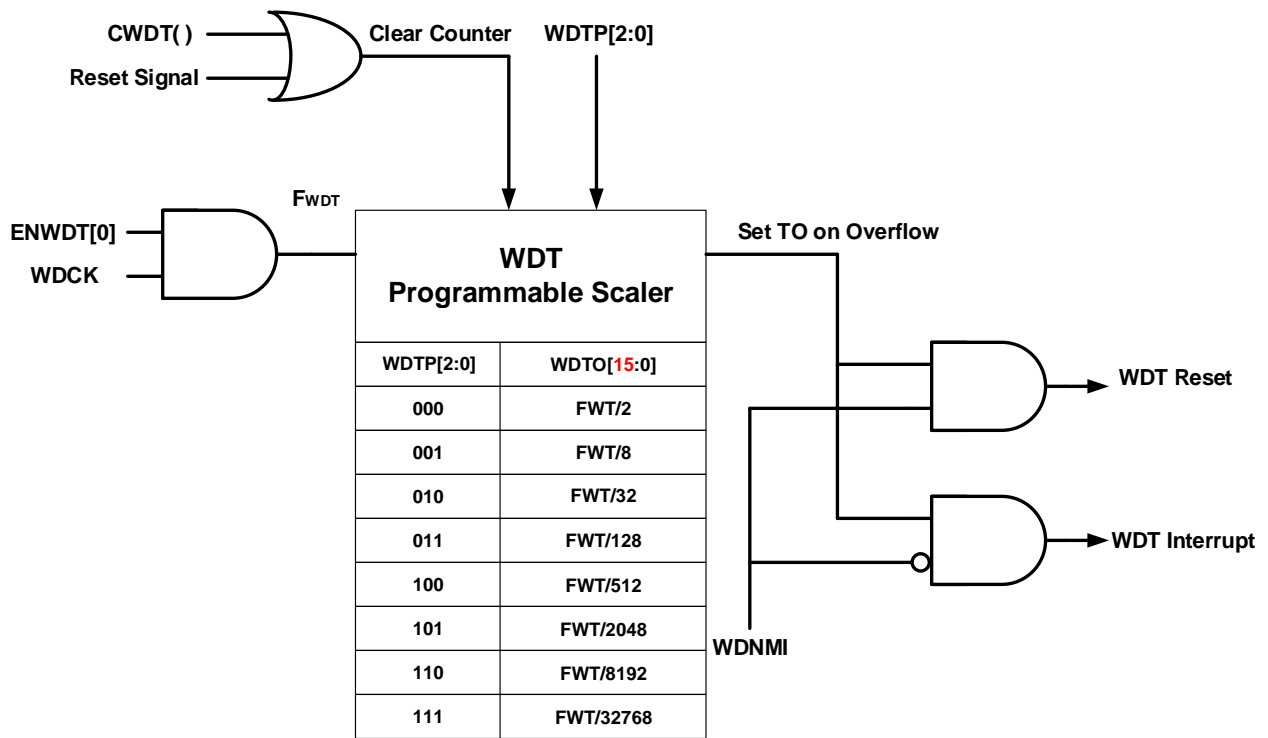 CWDT( )
Clear Counter
WDTP[2:0]
Reset Signal
FWDT
ENWDT[0]
WDCK
WDT
Programmable Scaler
Set TO on Overflow
WDTP[2:0] WDTO[15:0]
000 FWT/2
001 FWT/8
010 FWT/32
011 FWT/128
100 FWT/512
101 FWT/2048
110 FWT/8192
111 FWT/32768
WDT Reset
WDT Interrupt
WDNMI